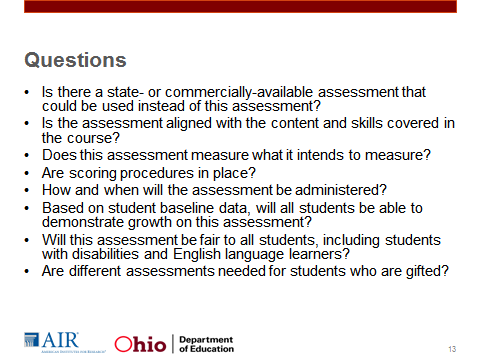 Questions
• Is there a state- or commercially-available assessment that
could be used instead of this assessment?
• Is the assessment aligned with the content and skills covered in
the course?
• Does this assessment measure what it intends to measure?
• Are scoring procedures in place?
• How and when will the assessment be administered?
• Based on student baseline data, will all students be able to
demonstrate growth on this assessment?
• Will this assessment be fair to all students, including students
with disabilities and English language learners?
• Are different assessments needed for students who are gifted?
AIR
AMERICAN INSTITUTES FOR RESEARCH
Ohio
Department
of Education
13